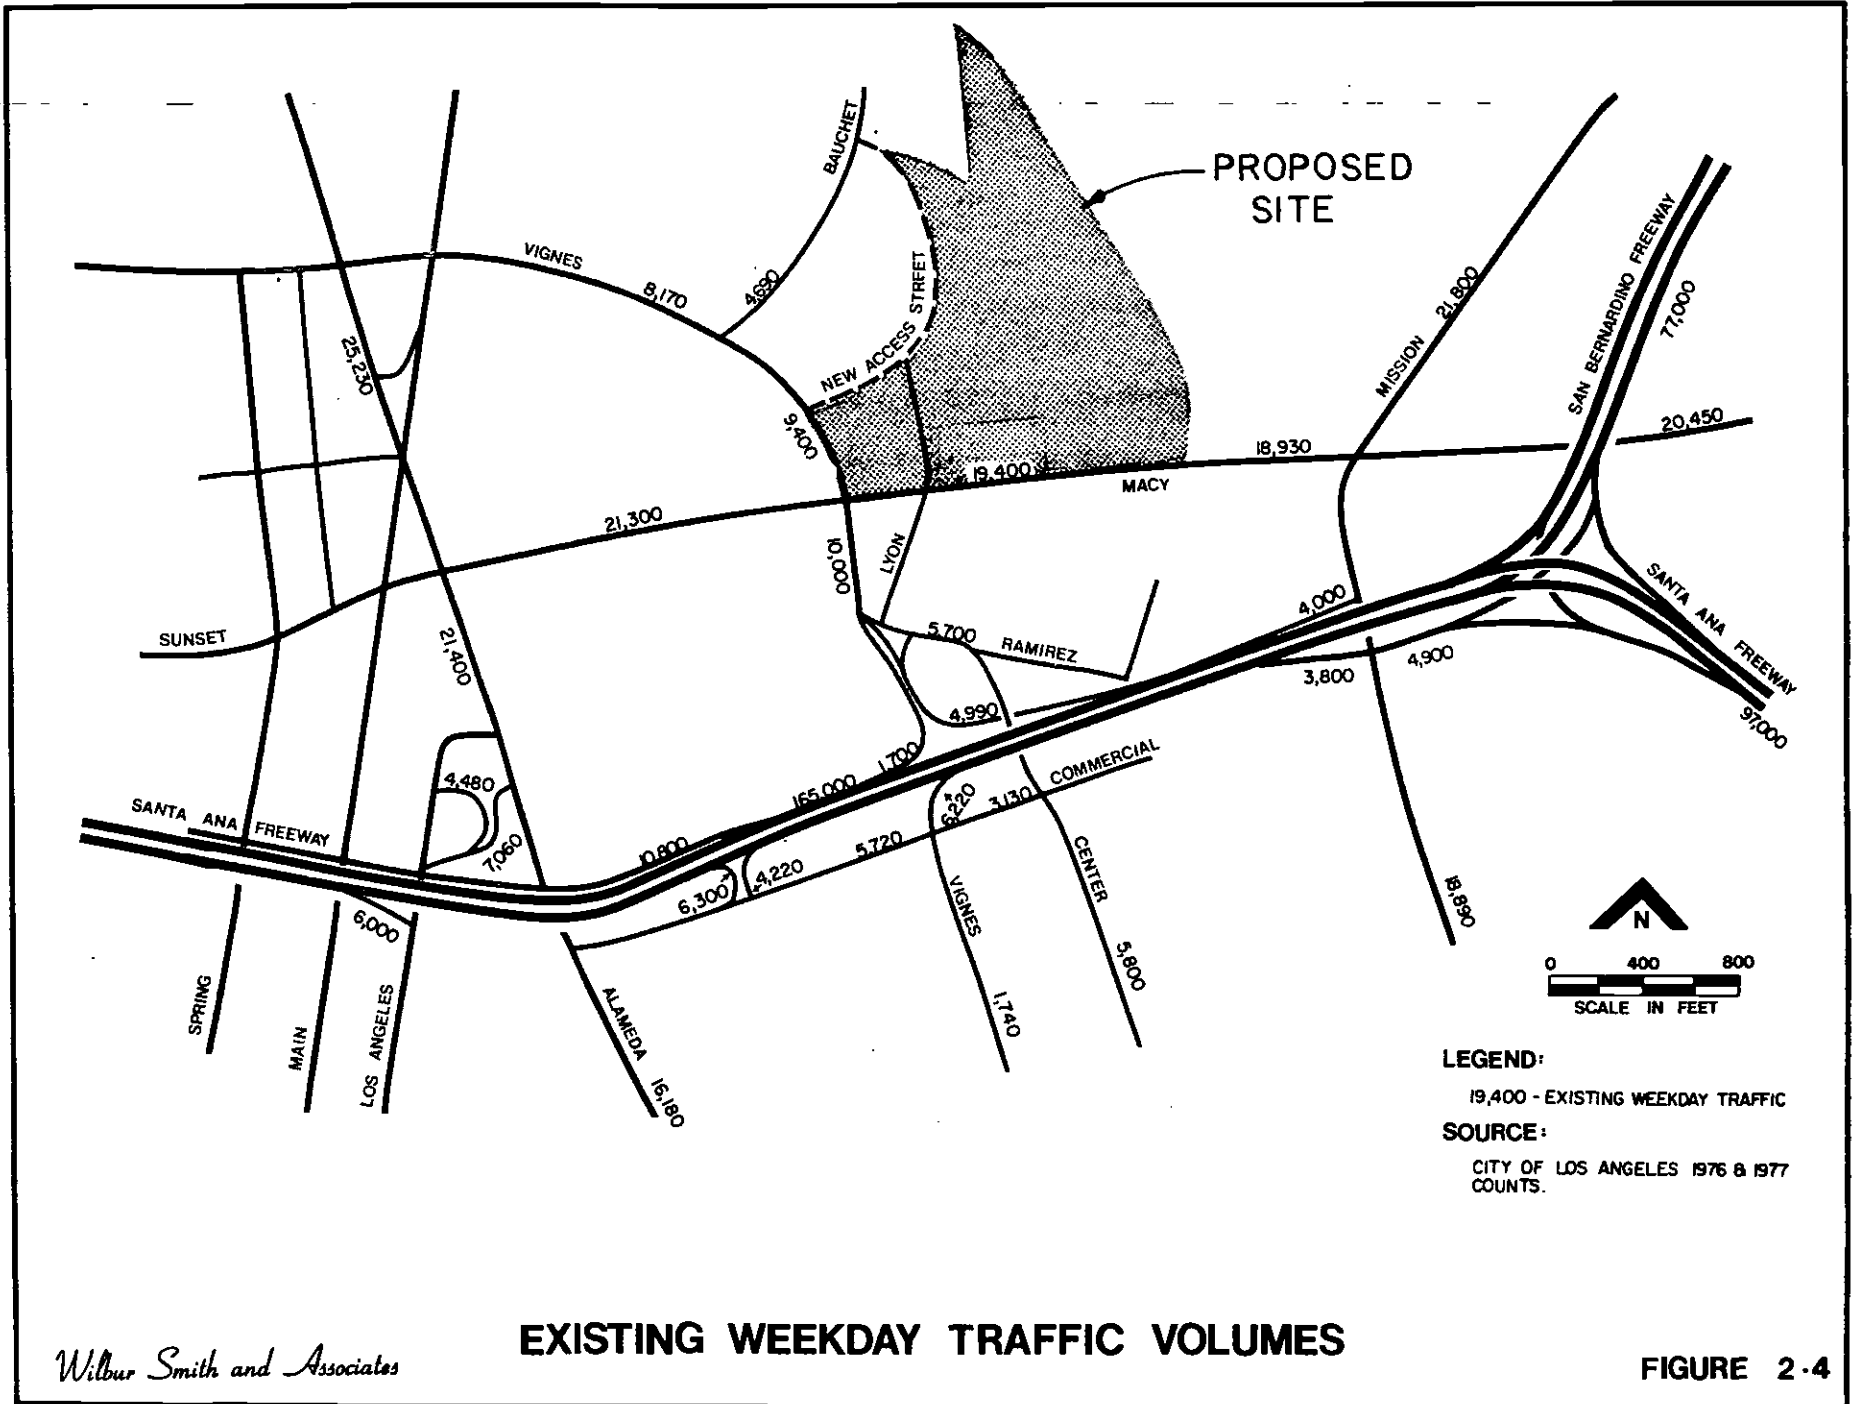 BAUCHET
PROPOSED
SITE
VIGNES
8,170
4,690
NEW ACCESS STREET
21,800
MISSION
SAN BERNARDINO FREEWAY
77,000
25,230
9,400
19,400
18,930
20,450
MACY
21,300
10,000
LYON
SANTA ANA FREEWAY
SUNSET
21,400
5,700
RAMIREZ
4,000
3,800
4,900
97,000
4,990
1,700
165,000
COMMERCIAL
4,480
SANTA ANA FREEWAY
7,060
10,800
6,220
3,130
5,720
4,220
6,300
6,000
VIGNES
CENTER
18,890
SPRING
MAIN
LOS ANGELES
ALAMEDA 16,180
1,740
5,800
N
0 400 800
SCALE IN FEET
LEGEND:
19,400 - EXISTING WEEKDAY TRAFFIC
SOURCE:
CITY OF LOS ANGELES 1976 & 1977
COUNTS.
EXISTING WEEKDAY TRAFFIC VOLUMES
Wilbur Smith and Associates
FIGURE 2-4